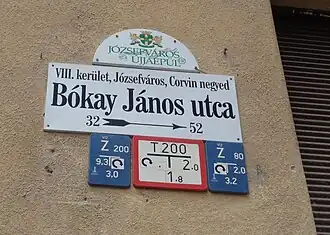 JÓZSEFVÁROS
ÚJJÁÉPÜL
VIII. kerület, Józsefváros, Corvin negyed
Bókay János utca
32 52
Z 200
9.3
3.0
T 200
2.0
1.8
Z 80
2.0
3.2